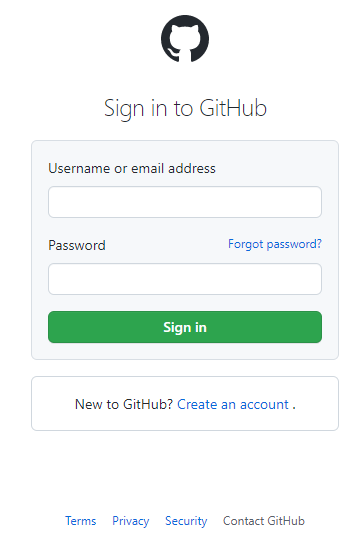 Sign in to GitHub
Username or email address
Password Forgot password?
Sign in
New to GitHub? Create an account .
Terms Privacy Security Contact GitHub